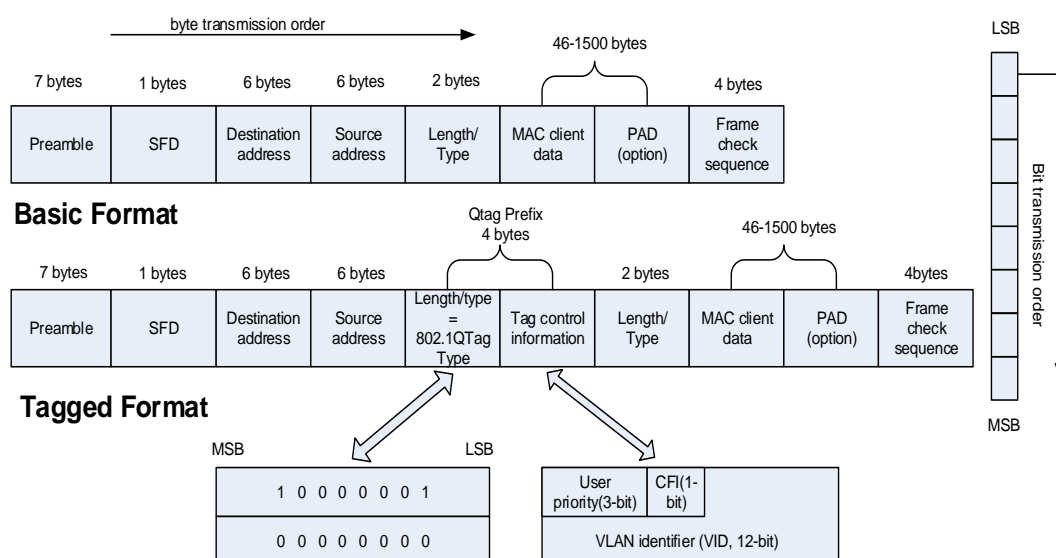 byte transmission order
46-1500 bytes
LSB
7 bytes
1 bytes
6 bytes
6 bytes
2 bytes
4 bytes
Preamble
SFD
Destination
address
Source
address
Length/
Type
MAC client
data
PAD
(option)
Frame
check
sequence
Bit transmission order
Basic Format
Qtag Prefix
4 bytes
46-1500 bytes
7 bytes
1 bytes
6 bytes
6 bytes
2 bytes
4bytes
Preamble
SFD
Destination
address
Source
address
Length/type
=
802.1QTag
Type
Tag control
information
Length/
Type
MAC client
data
PAD
(option)
Frame
check
sequence
Tagged Format
MSB
MSB
LSB
1 0 0 0 0 0 0 1
0 0 0 0 0 0 0 0
User
priority(3-bit)
CFI(1-
bit)
VLAN identifier (VID, 12-bit)